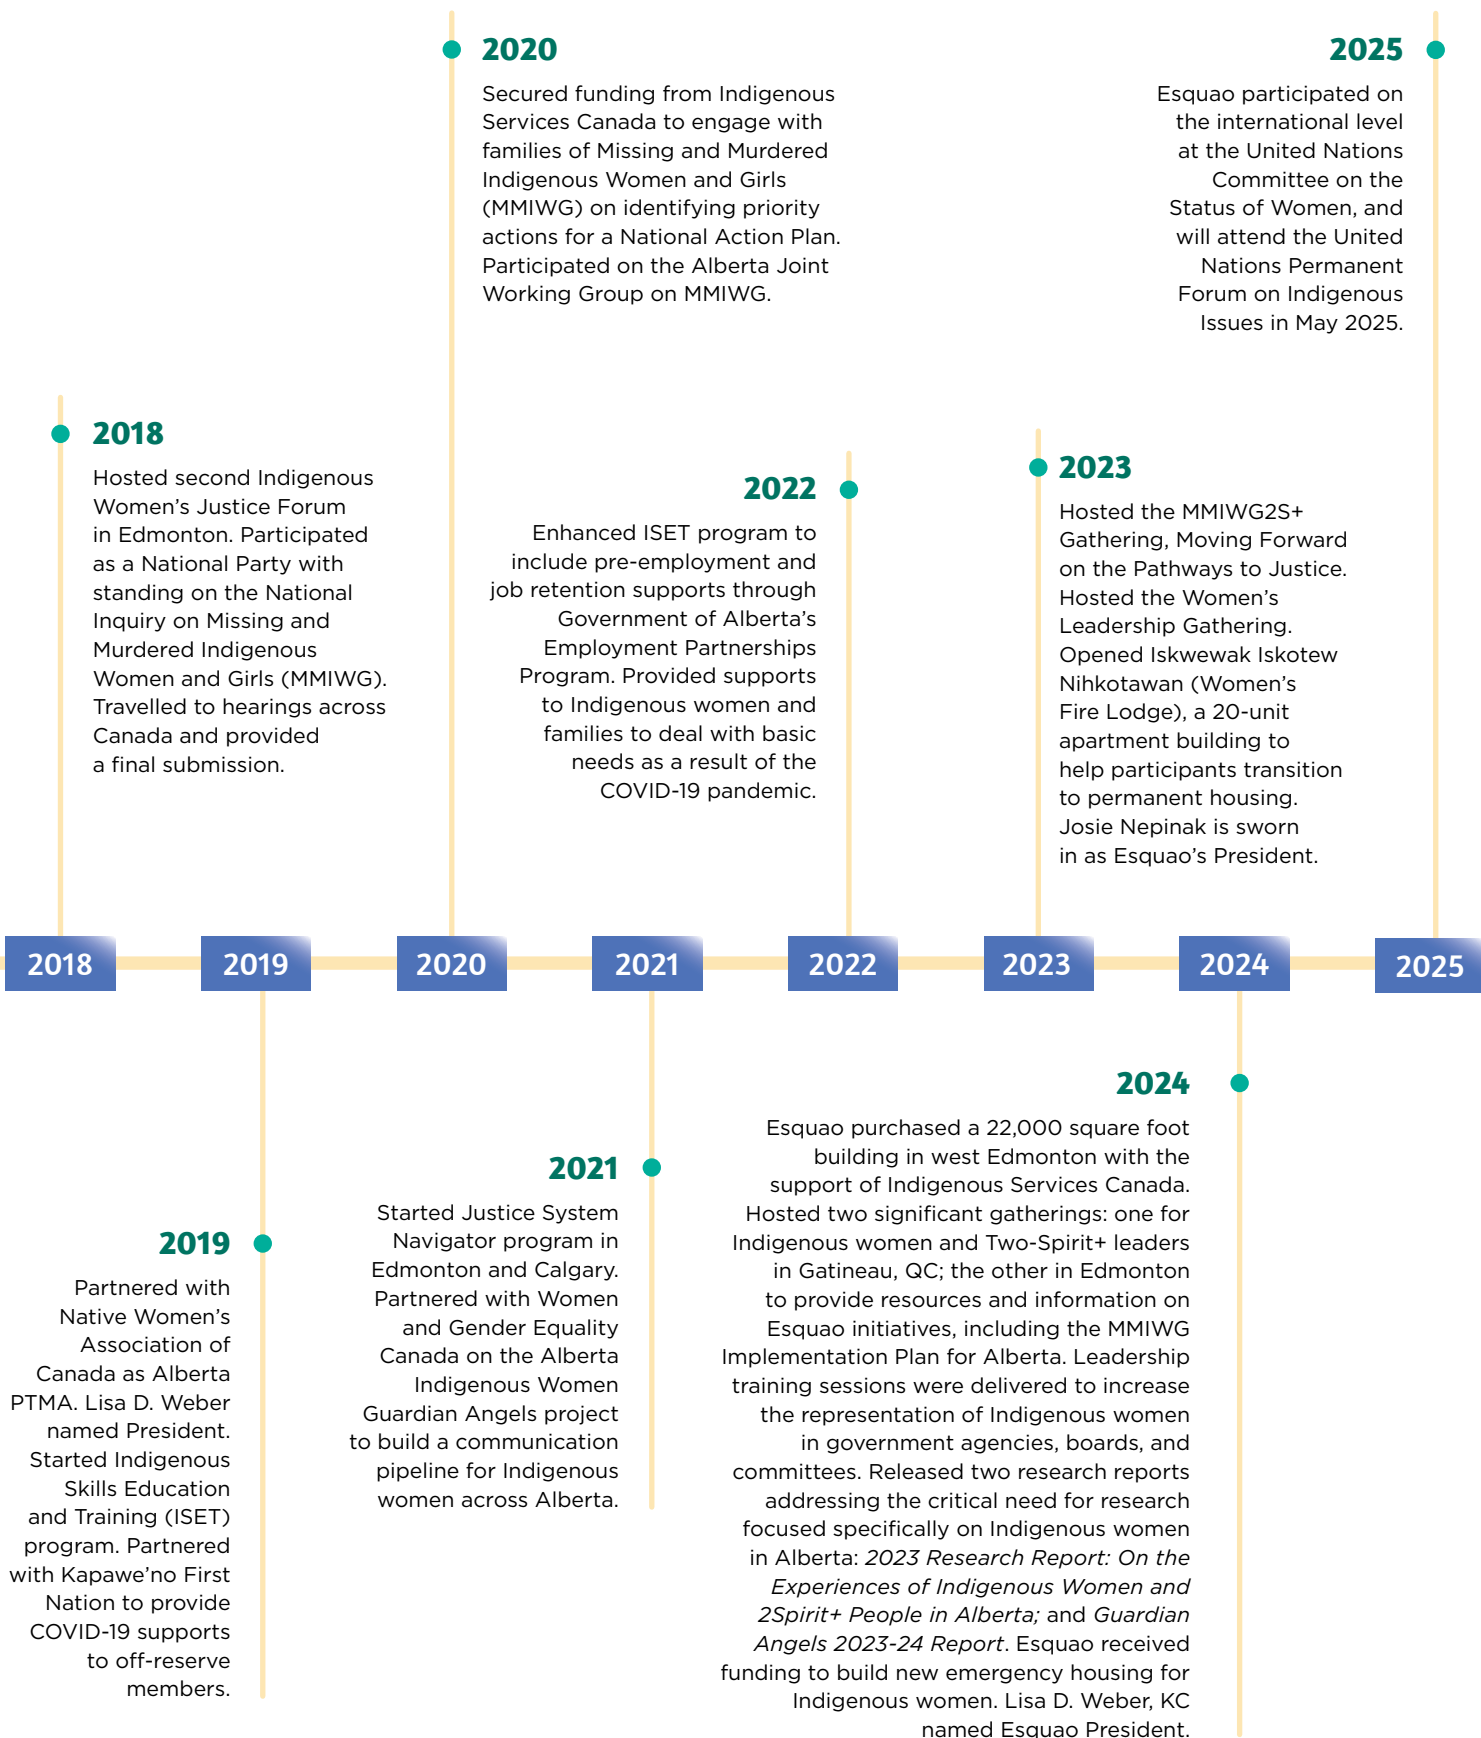 2020
Secured funding from Indigenous
Services Canada to engage with
families of Missing and Murdered
Indigenous Women and Girls
(MMIWG) on identifying priority
actions for a National Action Plan.
Participated on the Alberta Joint
Working Group on MMIWG.
2025
Esquao participated on
the international level
at the United Nations
Committee on the
Status of Women, and
will attend the United
Nations Permanent
Forum on Indigenous
Issues in May 2025.
2018
Hosted second Indigenous
Women’s Justice Forum
in Edmonton. Participated
as a National Party with
standing on the National
Inquiry on Missing and
Murdered Indigenous
Women and Girls (MMIWG).
Travelled to hearings across
Canada and provided
a final submission.
2022
Enhanced ISET program to
include pre-employment and
job retention supports through
Government of Alberta’s
Employment Partnerships
Program. Provided supports
to Indigenous women and
families to deal with basic
needs as a result of the
COVID-19 pandemic.
2023
Hosted the MMIWG2S+
Gathering, Moving Forward
on the Pathways to Justice.
Hosted the Women’s
Leadership Gathering.
Opened Iskwewak Iskotew
Nihkotawan (Women’s
Fire Lodge), a 20-unit
apartment building to
help participants transition
to permanent housing.
Josie Nepinak is sworn
in as Esquao’s President.
2018
2019
2020
2021
2022
2023
2024
2025
2019
Partnered with
Native Women’s
Association of
Canada as Alberta
PTMA. Lisa D. Weber
named President.
Started Indigenous
Skills Education
and Training (ISET)
program. Partnered
with Kapawe’no First
Nation to provide
COVID-19 supports
to off-reserve
members.
2021
Started Justice System
Navigator program in
Edmonton and Calgary.
Partnered with Women
and Gender Equality
Canada on the Alberta
Indigenous Women
Guardian Angels project
to build a communication
pipeline for Indigenous
women across Alberta.
2024
Esquao purchased a 22,000 square foot
building in west Edmonton with the
support of Indigenous Services Canada.
Hosted two significant gatherings: one for
Indigenous women and Two-Spirit+ leaders
in Gatineau, QC; the other in Edmonton
to provide resources and information on
Esquao initiatives, including the MMIWG
Implementation Plan for Alberta. Leadership
training sessions were delivered to increase
the representation of Indigenous women
in government agencies, boards, and
committees. Released two research reports
addressing the critical need for research
focused specifically on Indigenous women
in Alberta: 2023 Research Report: On the
Experiences of Indigenous Women and
2Spirit+ People in Alberta; and Guardian
Angels 2023-24 Report. Esquao received
funding to build new emergency housing for
Indigenous women. Lisa D. Weber, KC
named Esquao President.